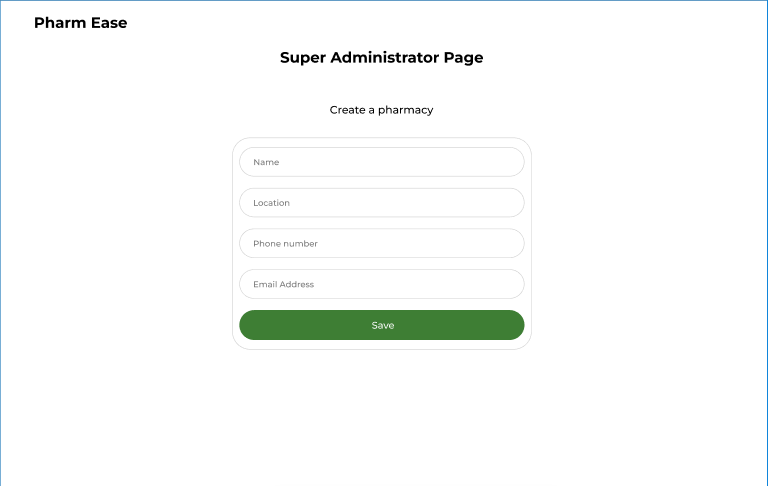 Pharm Ease
Super Administrator Page
Create a pharmacy
Name
Location
Phone number
Email Address
Save